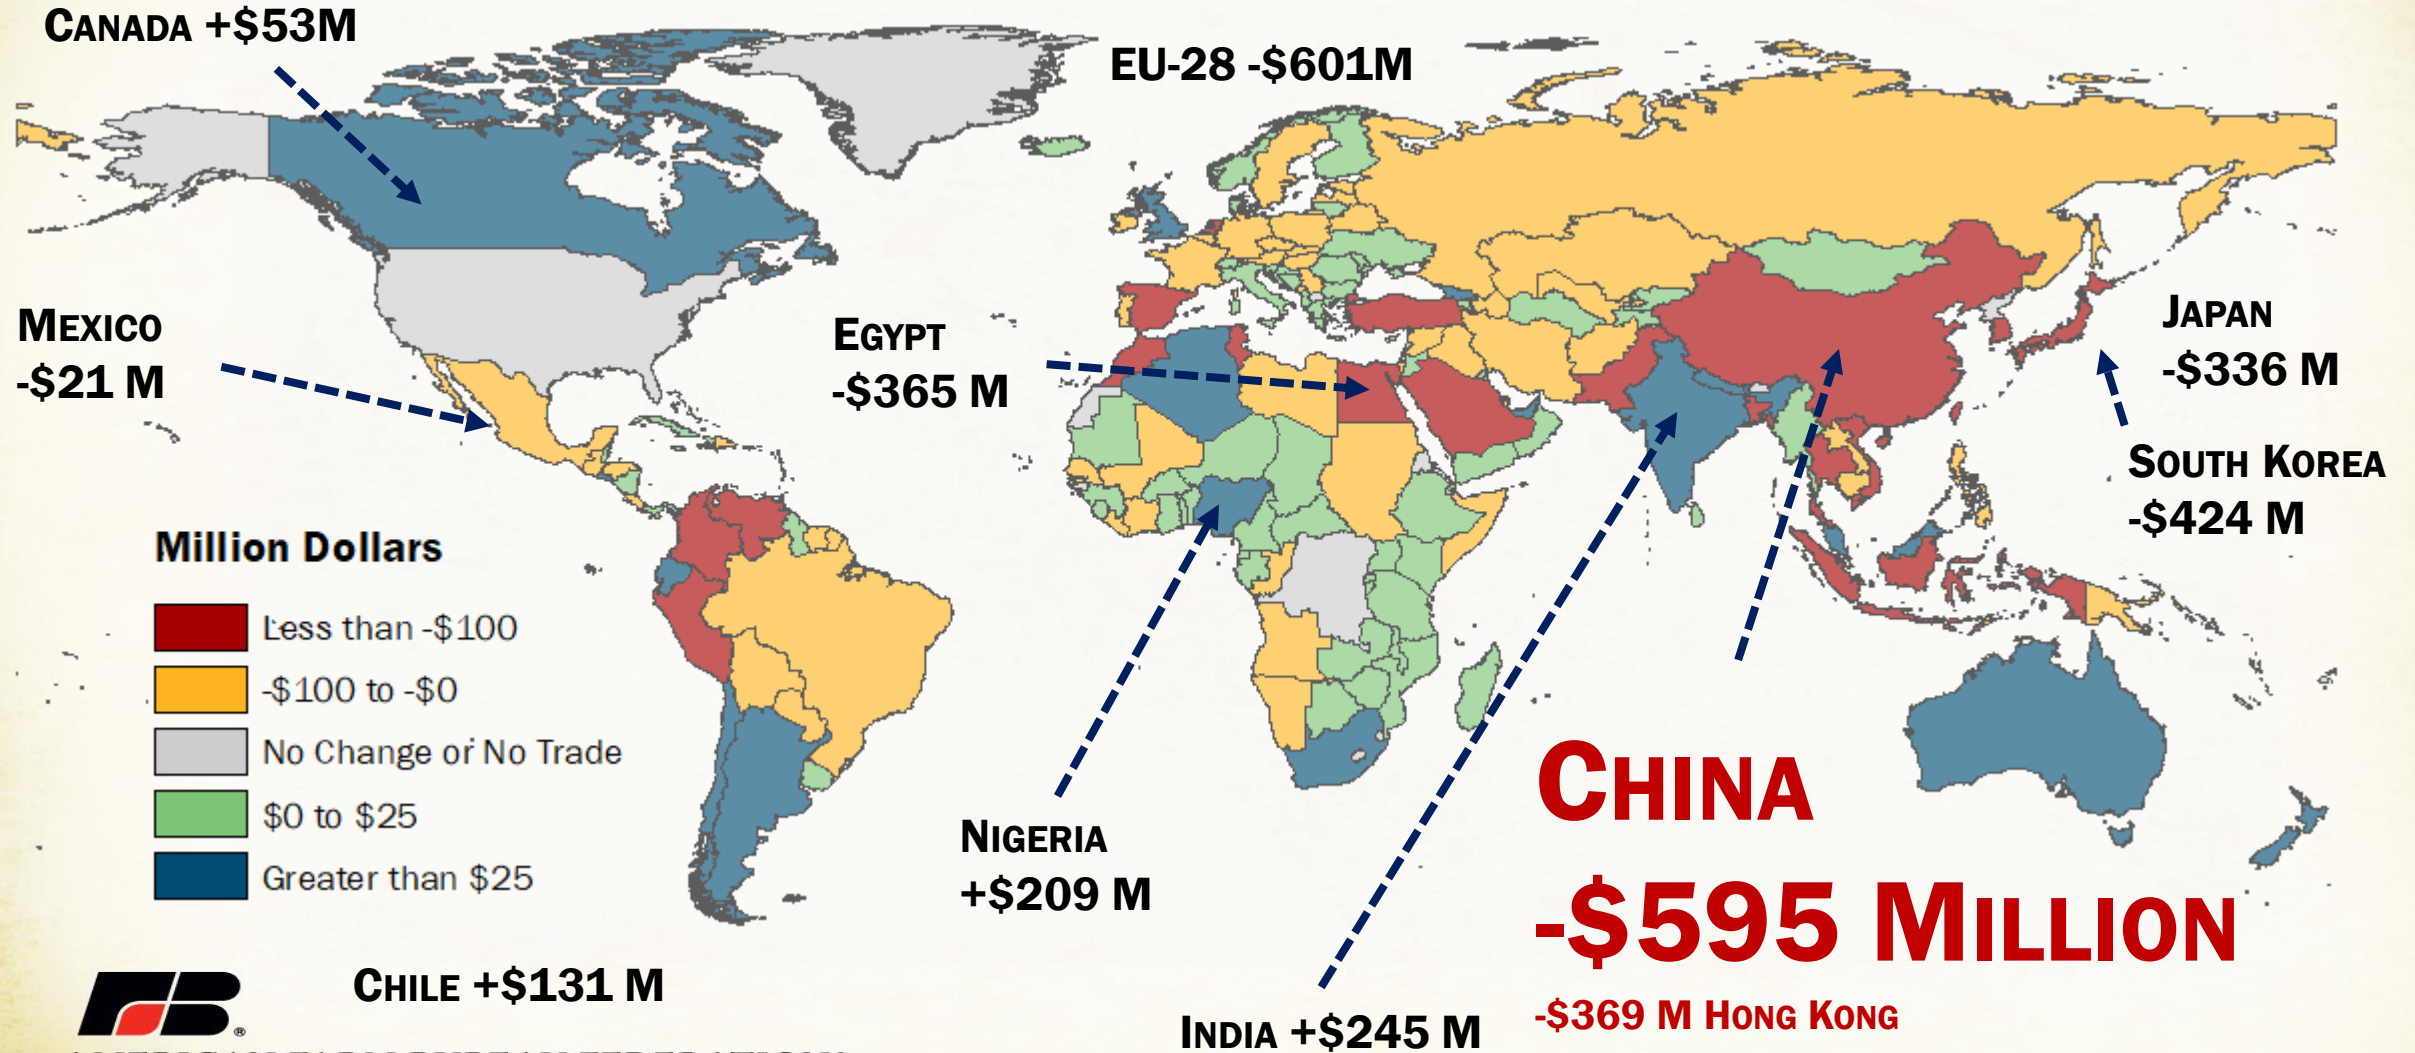 CANADA +$53M
EU-28 -$601M
MEXICO
-$21 M
EGYPT
-$365 M
JAPAN
-$336 M
SOUTH KOREA
-$424 M
Million Dollars
Less than -$100
-$100 to -$0
No Change or No Trade
$0 to $25
Greater than $25
NIGERIA
+$209 M
CHINA
-$595 MILLION
-$369 M HONG KONG
CHILE +$131 M
INDIA +$245 M
FB®